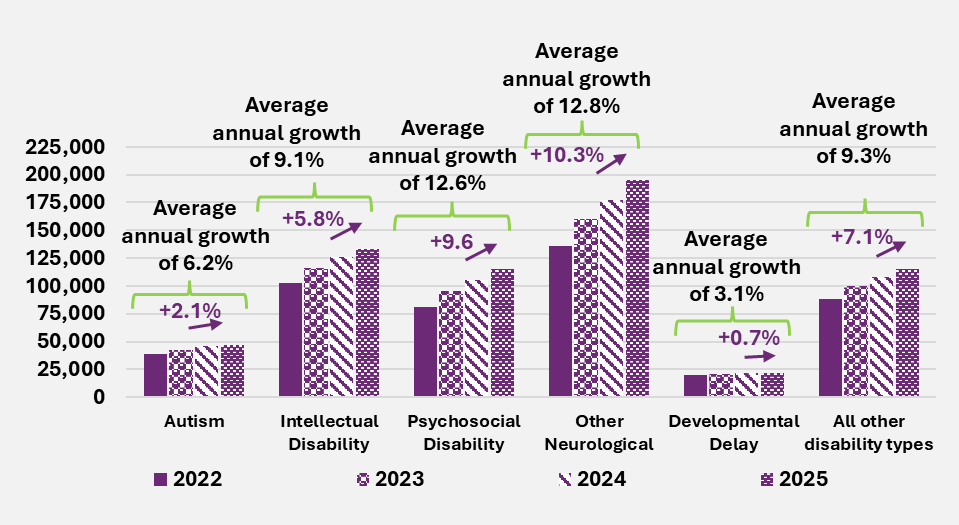 Average
annual growth
of 12.8%
Average
annual growth
of 9.1%
Average
annual growth
of 12.6%
Average
annual growth
of 9.3%
Average
annual growth
of 6.2%
Average
annual growth
of 3.1%
+10.3%
+5.8%
+9.6
+7.1%
+2.1%
+0.7%
225,000
200,000
175,000
150,000
125,000
100,000
75,000
50,000
25,000
0
Autism
Intellectual
Disability
Psychosocial
Disability
Other
Neurological
Developmental
Delay
All other
disability types
2022
2023
2024
2025